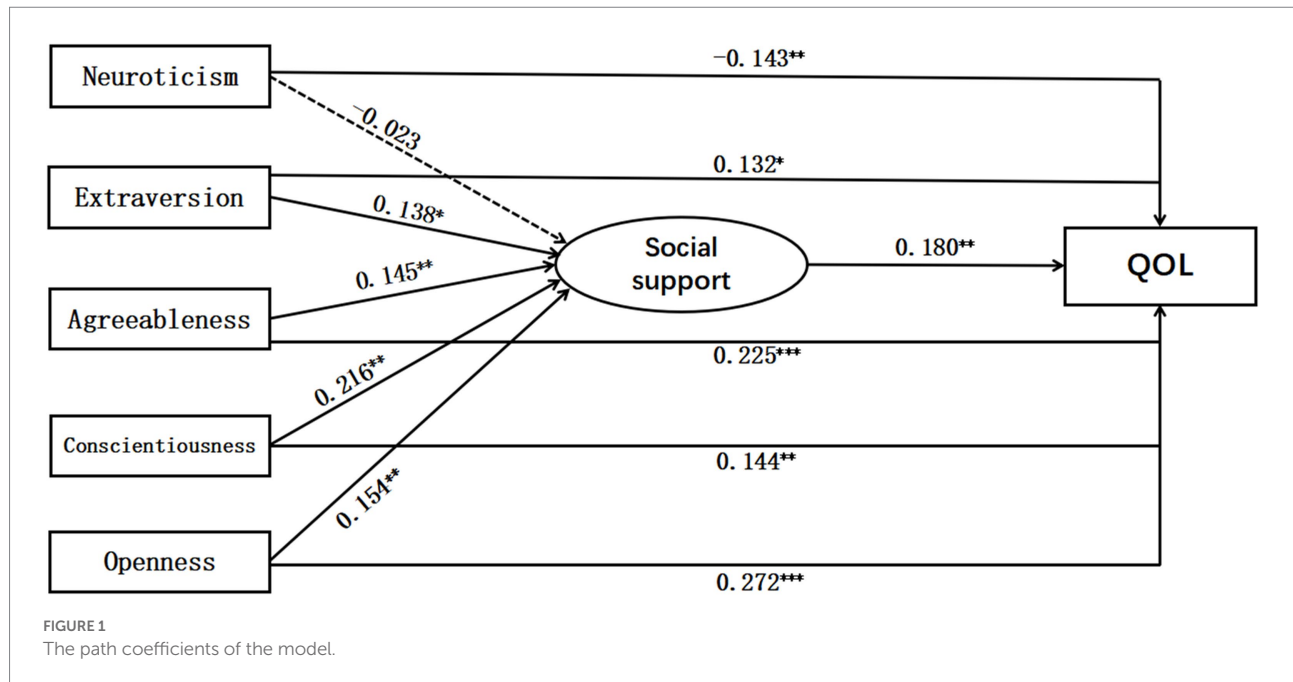 Neuroticism
−0.143**
−0.023
Extraversion
0.132*
0.138*
Social
support
0.180**
QOL
0.145**
Agreeableness
0.225***
0.216**
Conscientiousness
0.144**
0.154**
Openness
0.272***
FIGURE 1
The path coefficients of the model.